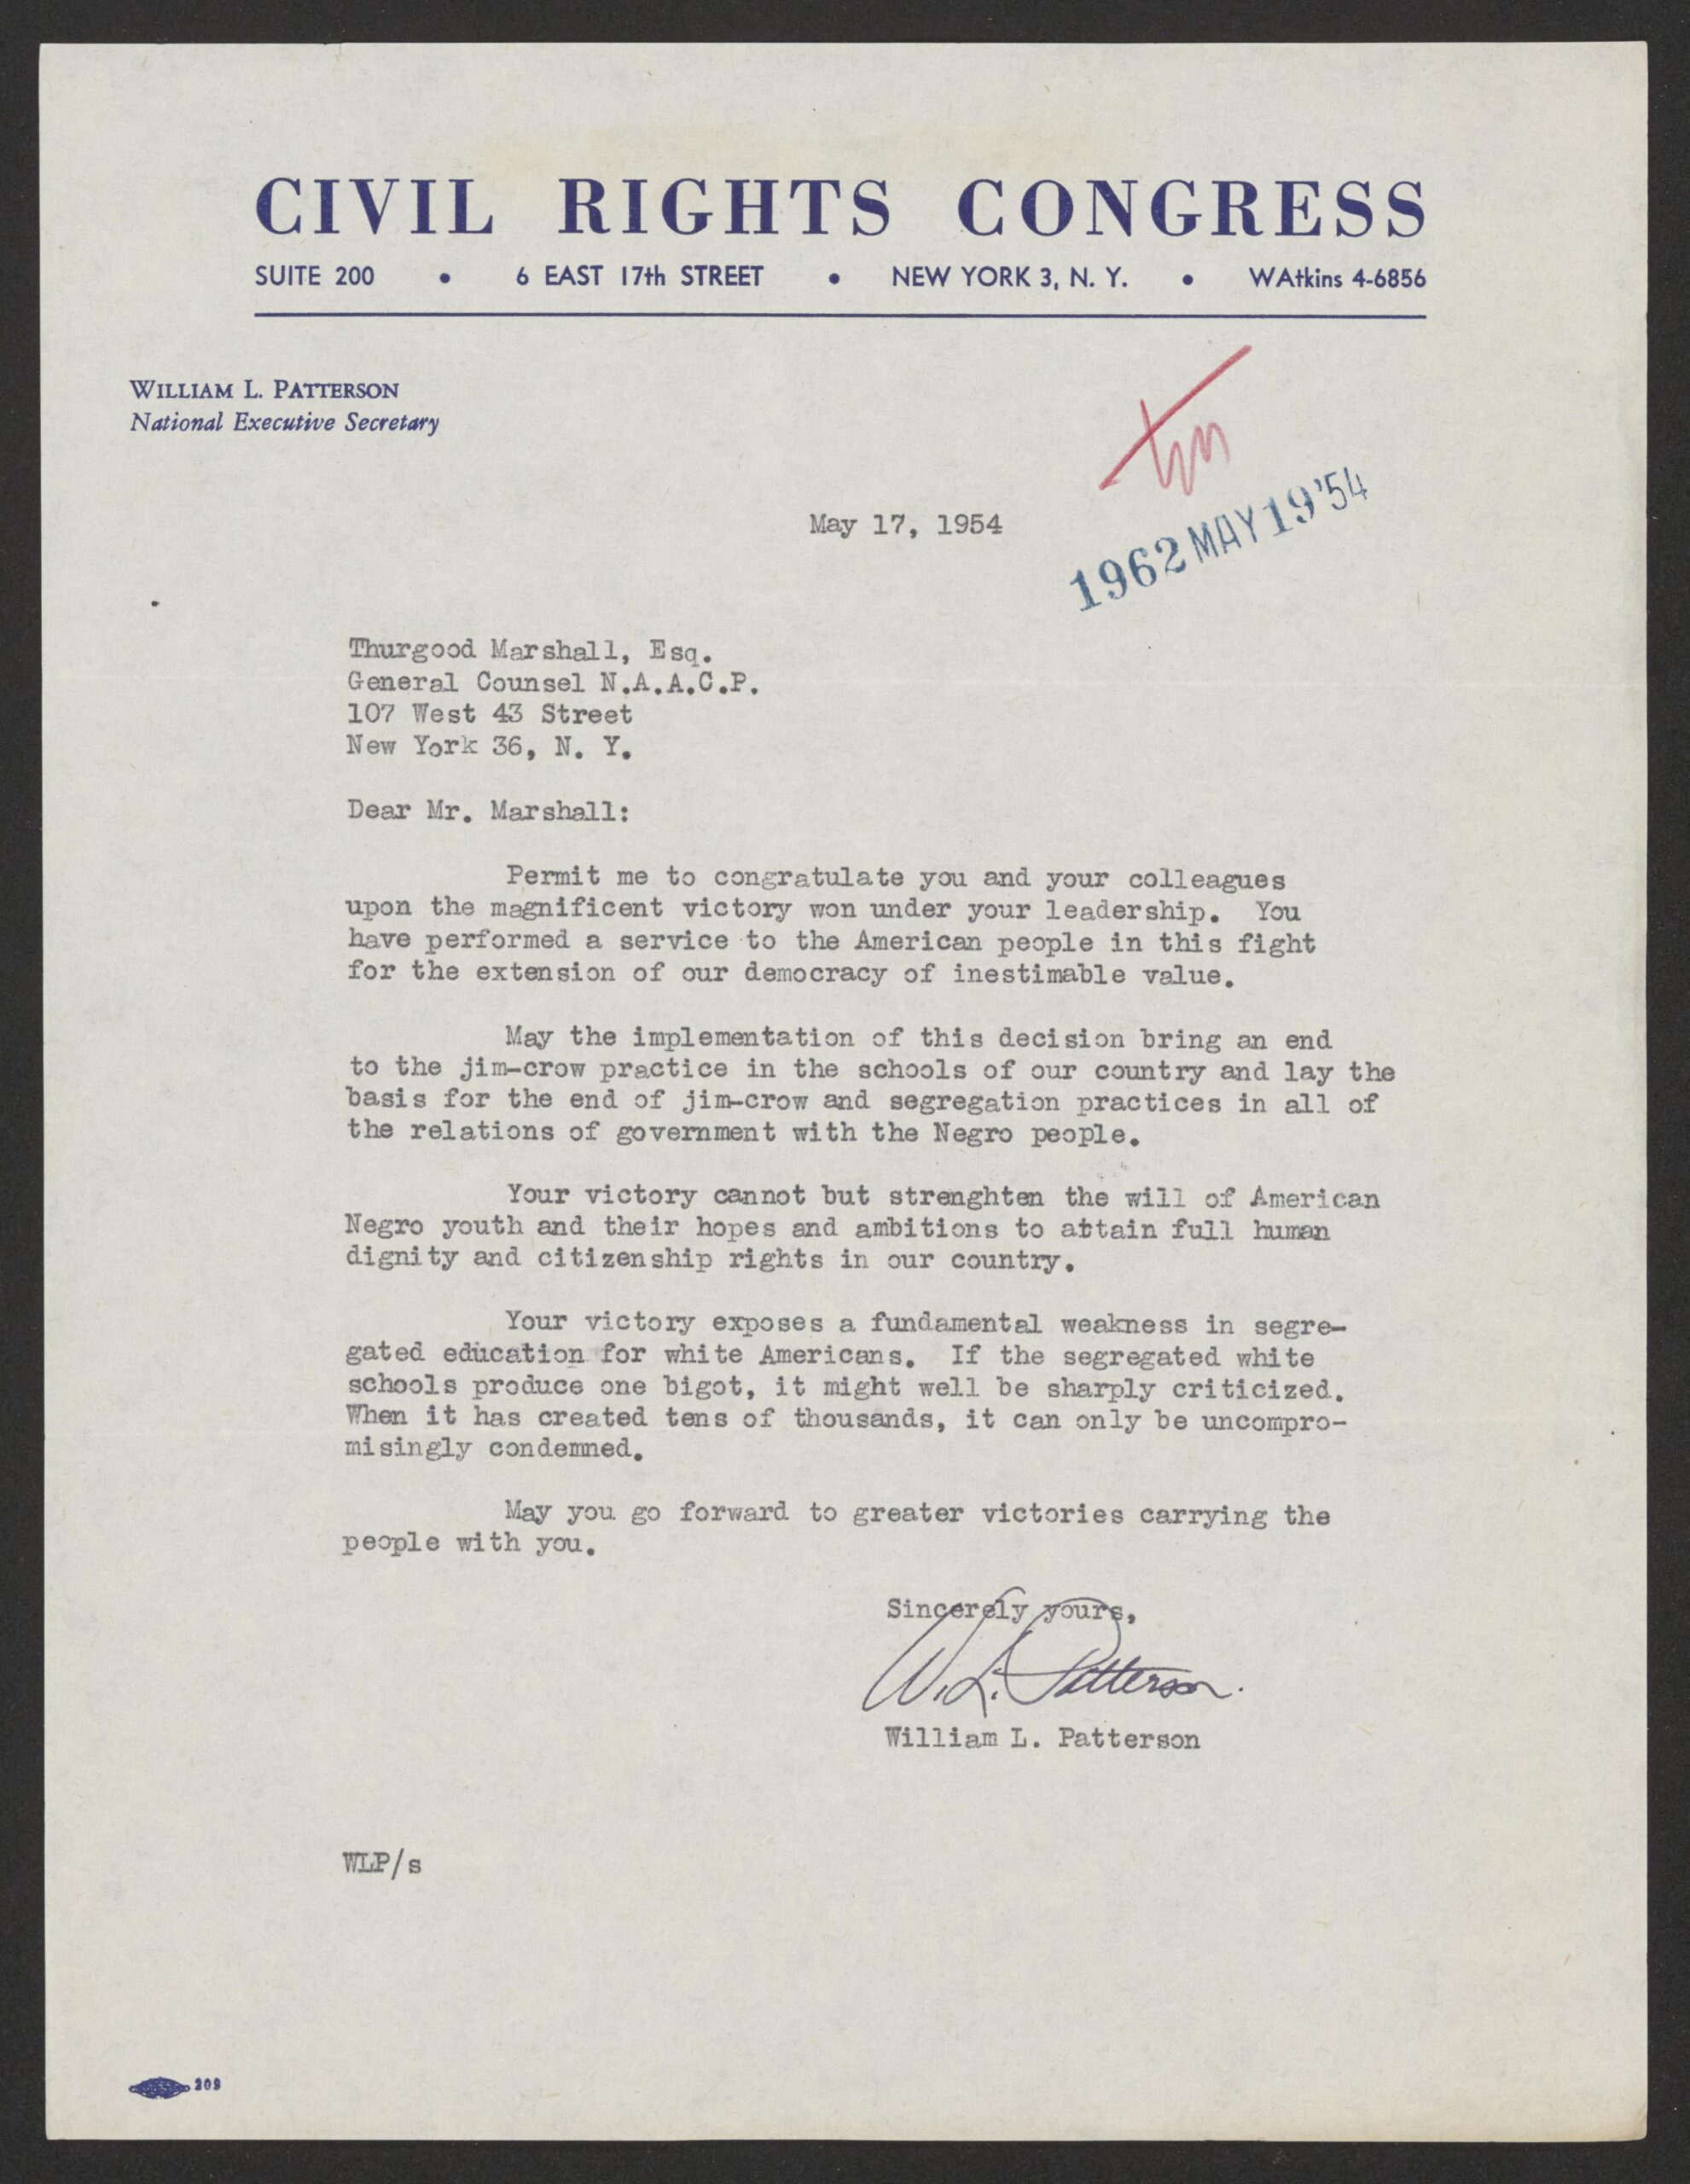 CIVIL RIGHTS CONGRESS
SUITE 200 • 6 EAST 17th STREET • NEW YORK 3, N. Y. • WAtkins 4-6856
WILLIAM L. PATTERSON
National Executive Secretary
tm
1962 MAY 19 '54
May 17, 1954
Thurgood Marshall, Esq.
General Counsel N.A.A.C.P.
107 West 43 Street
New York 36, N. Y.
Dear Mr. Marshall:
Permit me to congratulate you and your colleagues
upon the magnificent victory won under your leadership. You
have performed a service to the American people in this fight
for the extension of our democracy of inestimable value.
May the implementation of this decision bring an end
to the jim-crow practice in the schools of our country and lay the
basis for the end of jim-crow and segregation practices in all of
the relations of government with the Negro people.
Your victory cannot but strenghten the will of American
Negro youth and their hopes and ambitions to attain full human
dignity and citizenship rights in our country.
Your victory exposes a fundamental weakness in segre-
gated education for white Americans. If the segregated white
schools produce one bigot, it might well be sharply criticized.
When it has created tens of thousands, it can only be uncompro-
misingly condemned.
May you go forward to greater victories carrying the
people with you.
Sincerely yours,
W. L. Patterson.
William L. Patterson
WLP/s
209